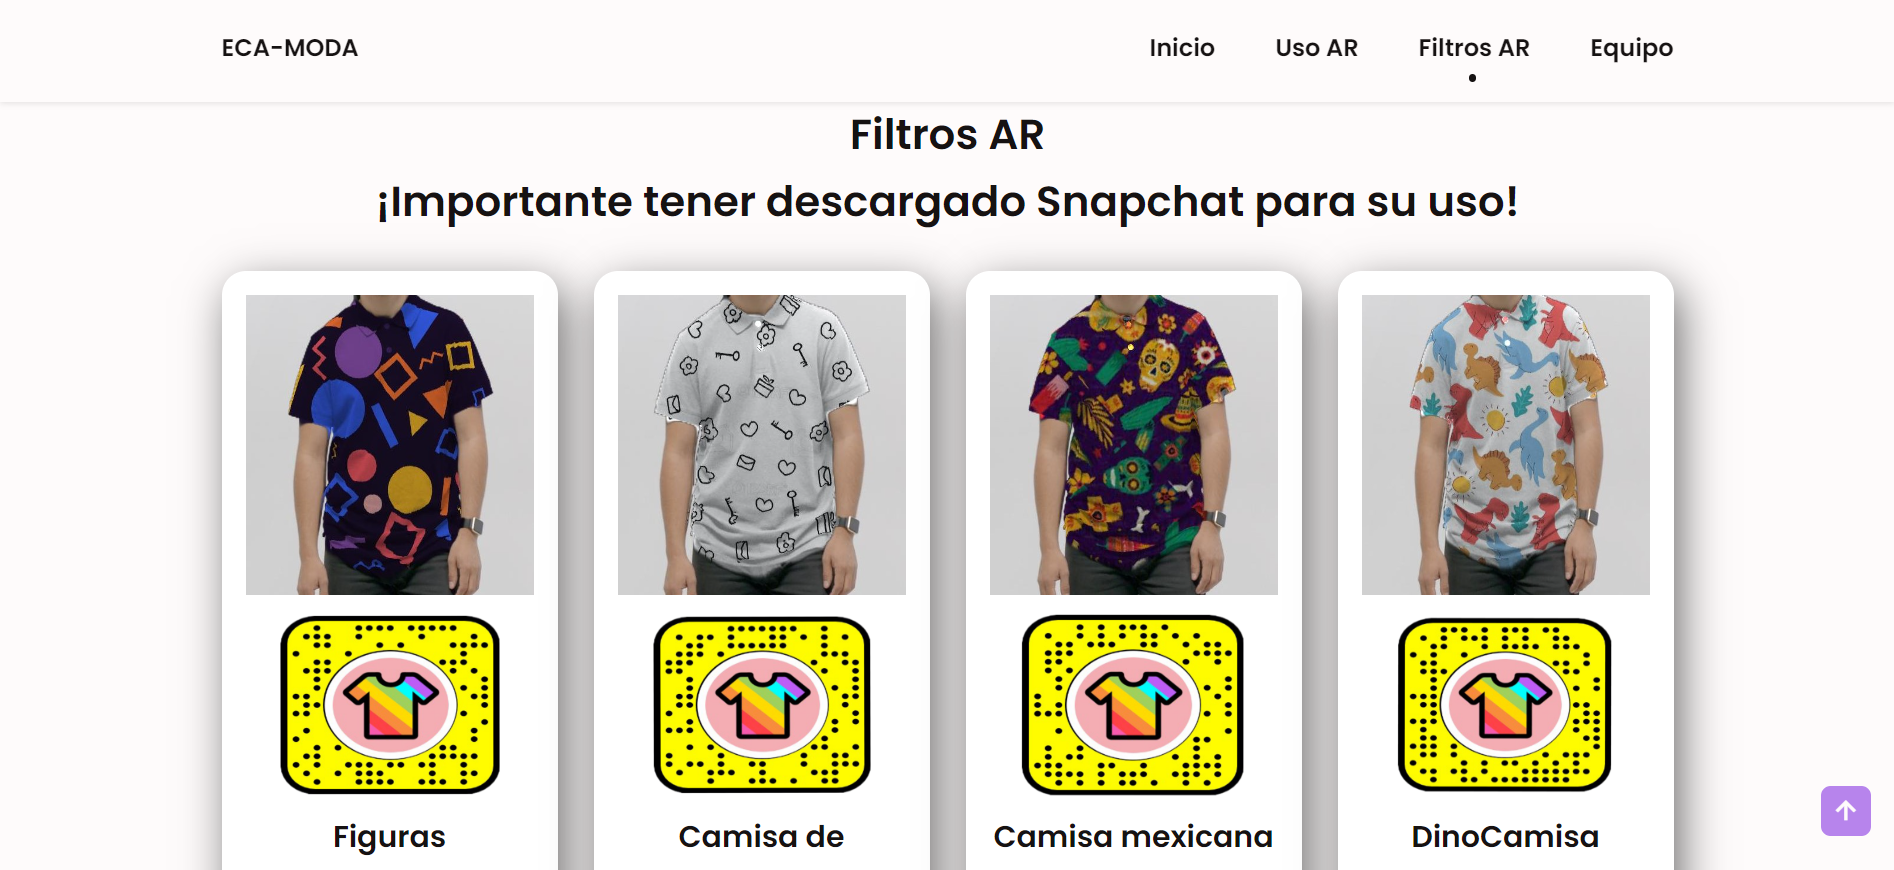 ECA-MODA
Inicio
Uso AR
Filtros AR
Equipo
Filtros AR
¡Importante tener descargado Snapchat para su uso!
Figuras
Camisa de
Camisa mexicana
DinoCamisa